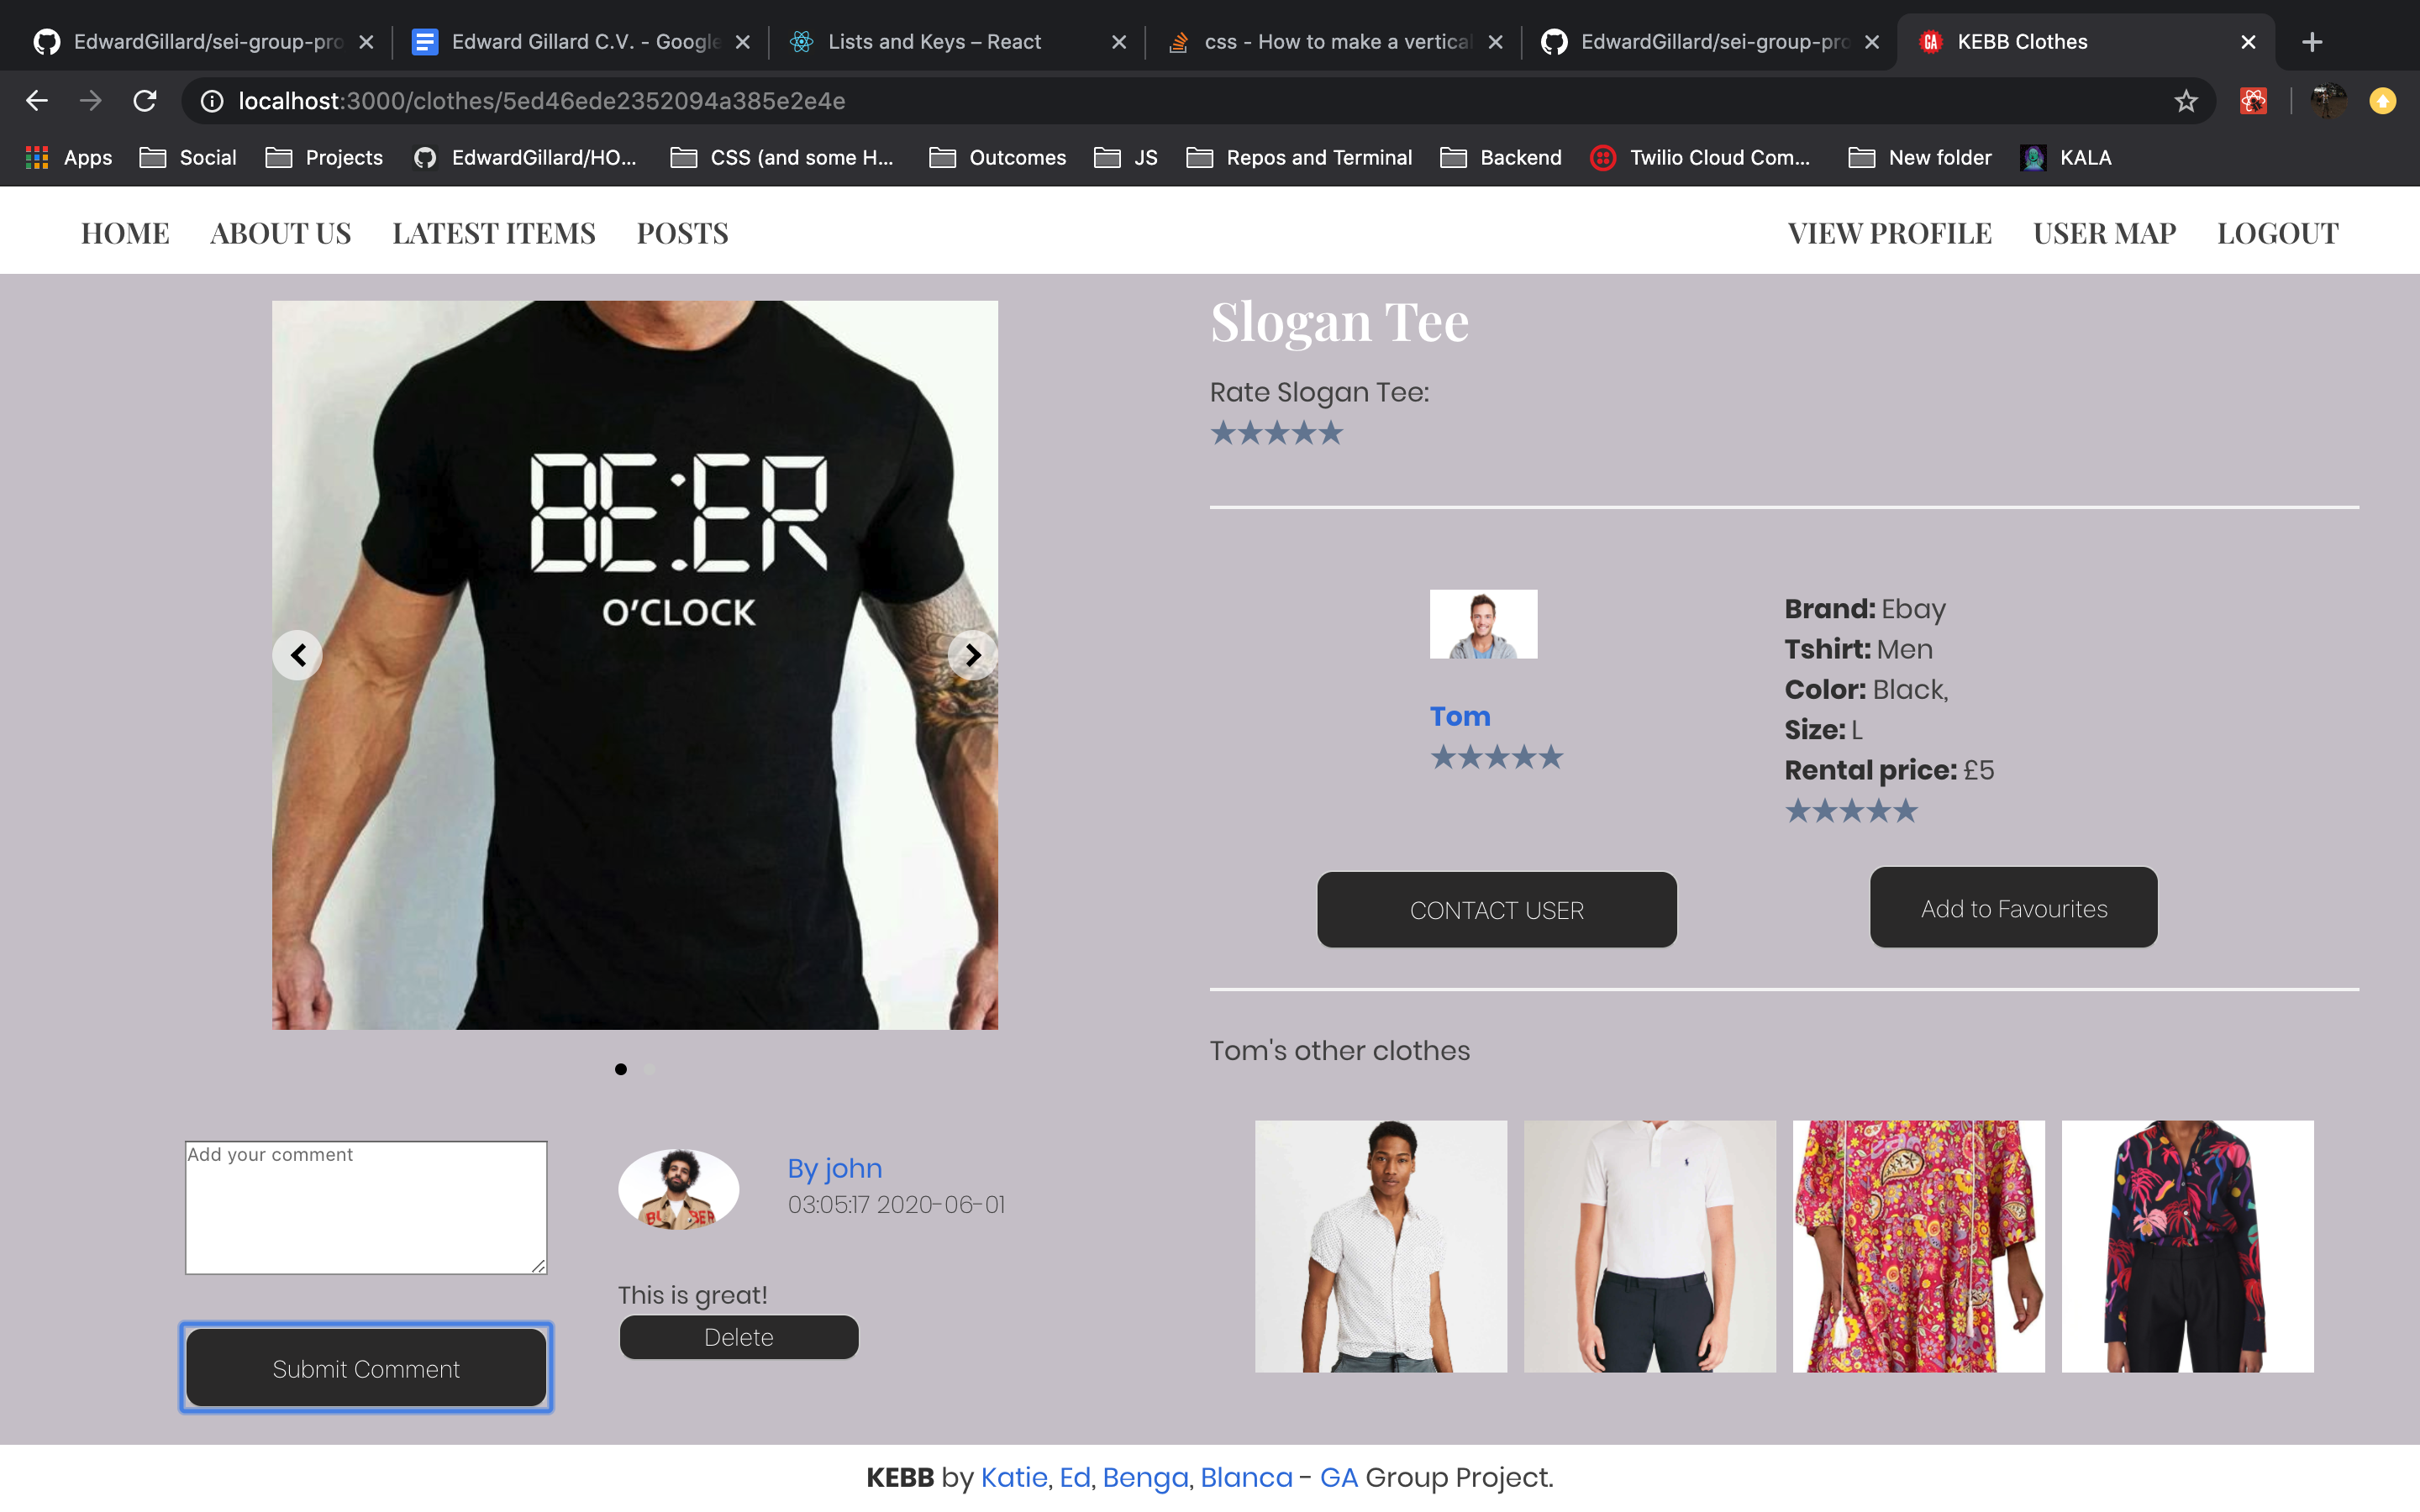 EdwardGillard/sei-group-pro
Edward Gillard C.V. - Google
Lists and Keys – React
css - How to make a vertical
EdwardGillard/sei-group-pro
KEBB Clothes
localhost:3000/clothes/5ed46ede2352094a385e2e4e
Apps Social Projects EdwardGillard/HO... CSS (and some H... Outcomes JS Repos and Terminal Backend Twilio Cloud Com... New folder KALA
HOME ABOUT US LATEST ITEMS POSTS VIEW PROFILE USER MAP LOGOUT
BE:ER
O'CLOCK
Slogan Tee
Rate Slogan Tee:
★★★★★
Tom
★★★★★
Brand: Ebay
Tshirt: Men
Color: Black,
Size: L
Rental price: £5
★★★★★
CONTACT USER
Add to Favourites
Tom's other clothes
Add your comment
Submit Comment
By john
03:05:17 2020-06-01
This is great!
Delete
KEBB by Katie, Ed, Benga, Blanca - GA Group Project.